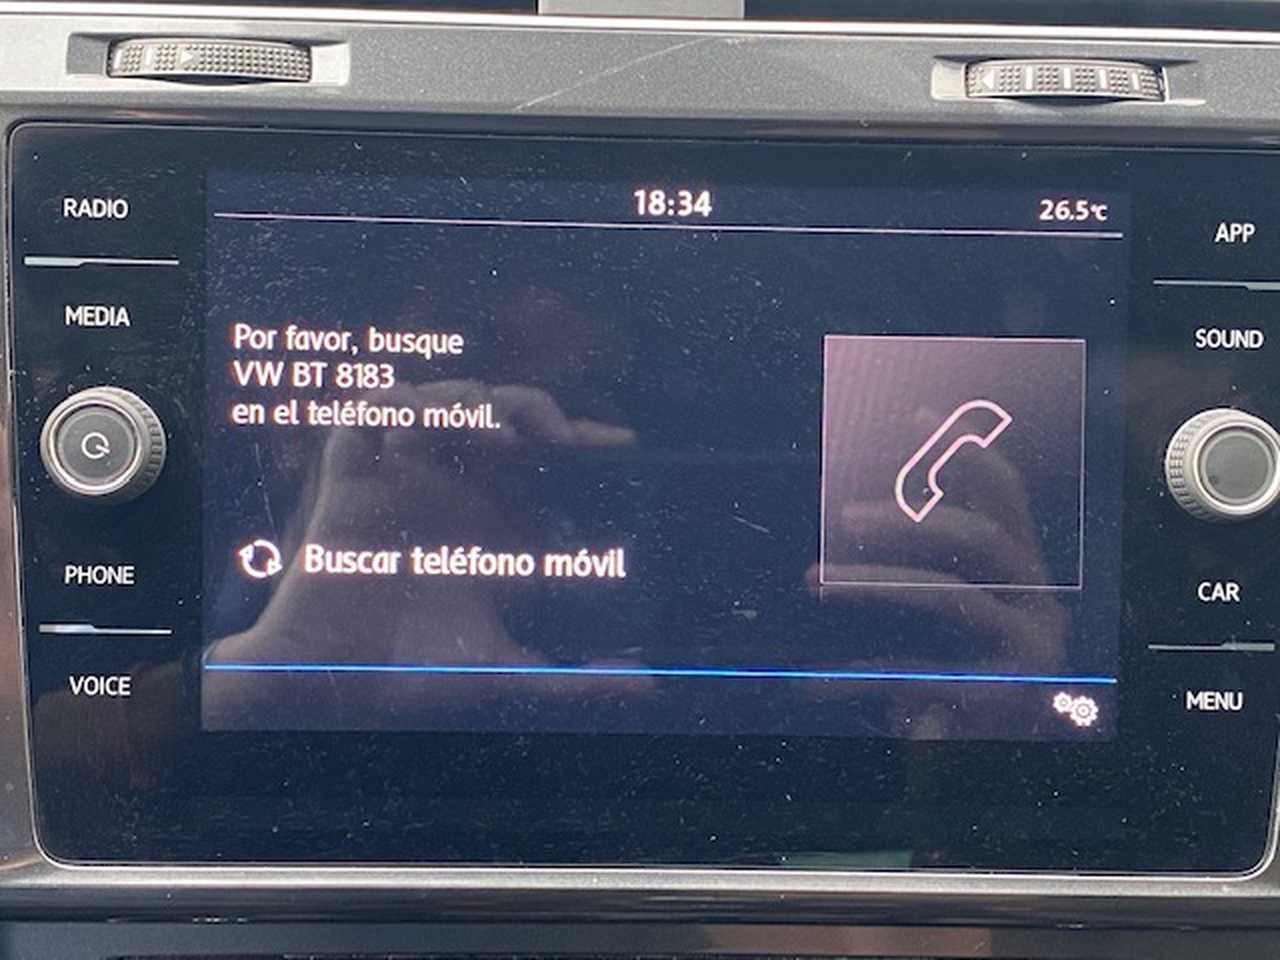 18:34
26.5°C
RADIO
MEDIA
PHONE
VOICE
Por favor, busque
VW BT 8183
en el teléfono móvil.
Buscar teléfono móvil
APP
SOUND
CAR
MENU